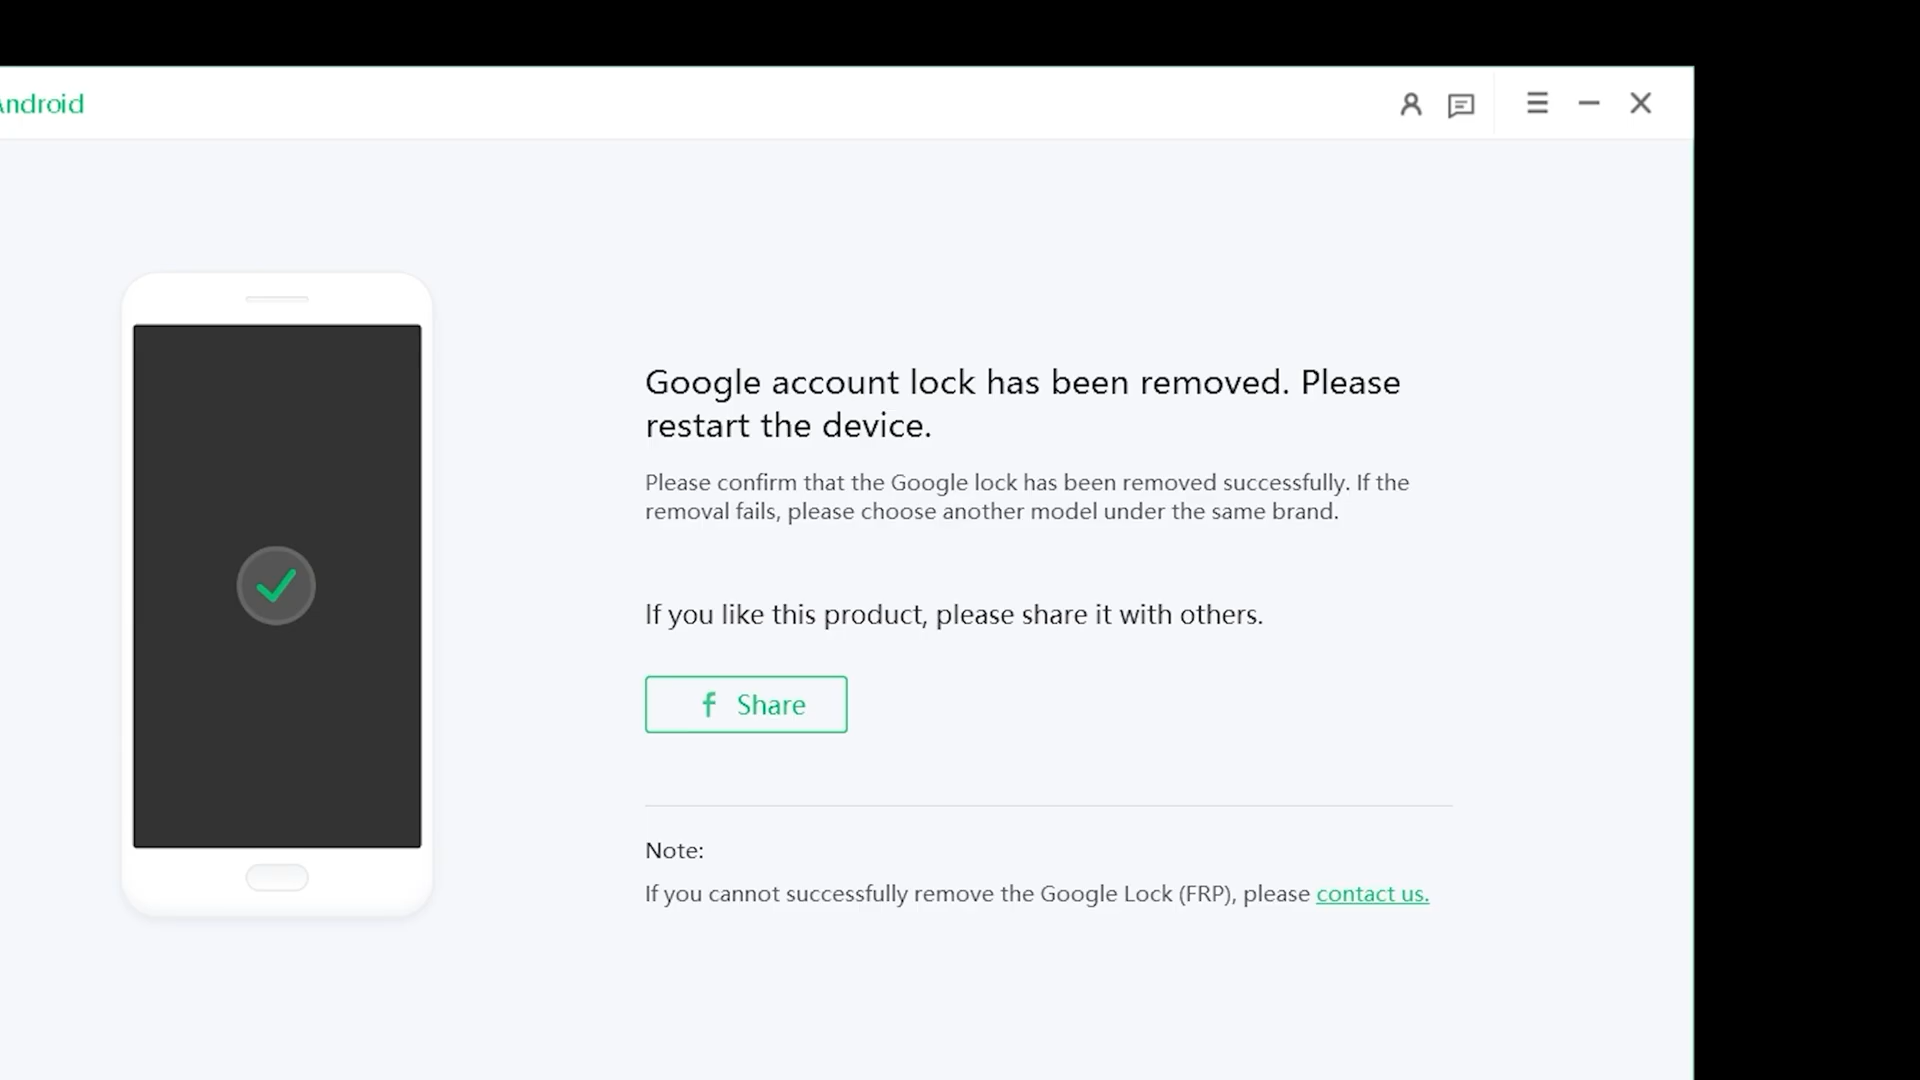 Android
Google account lock has been removed. Please
restart the device.
Please confirm that the Google lock has been removed successfully. If the
removal fails, please choose another model under the same brand.
If you like this product, please share it with others.
f Share
Note:
If you cannot successfully remove the Google Lock (FRP), please contact us.